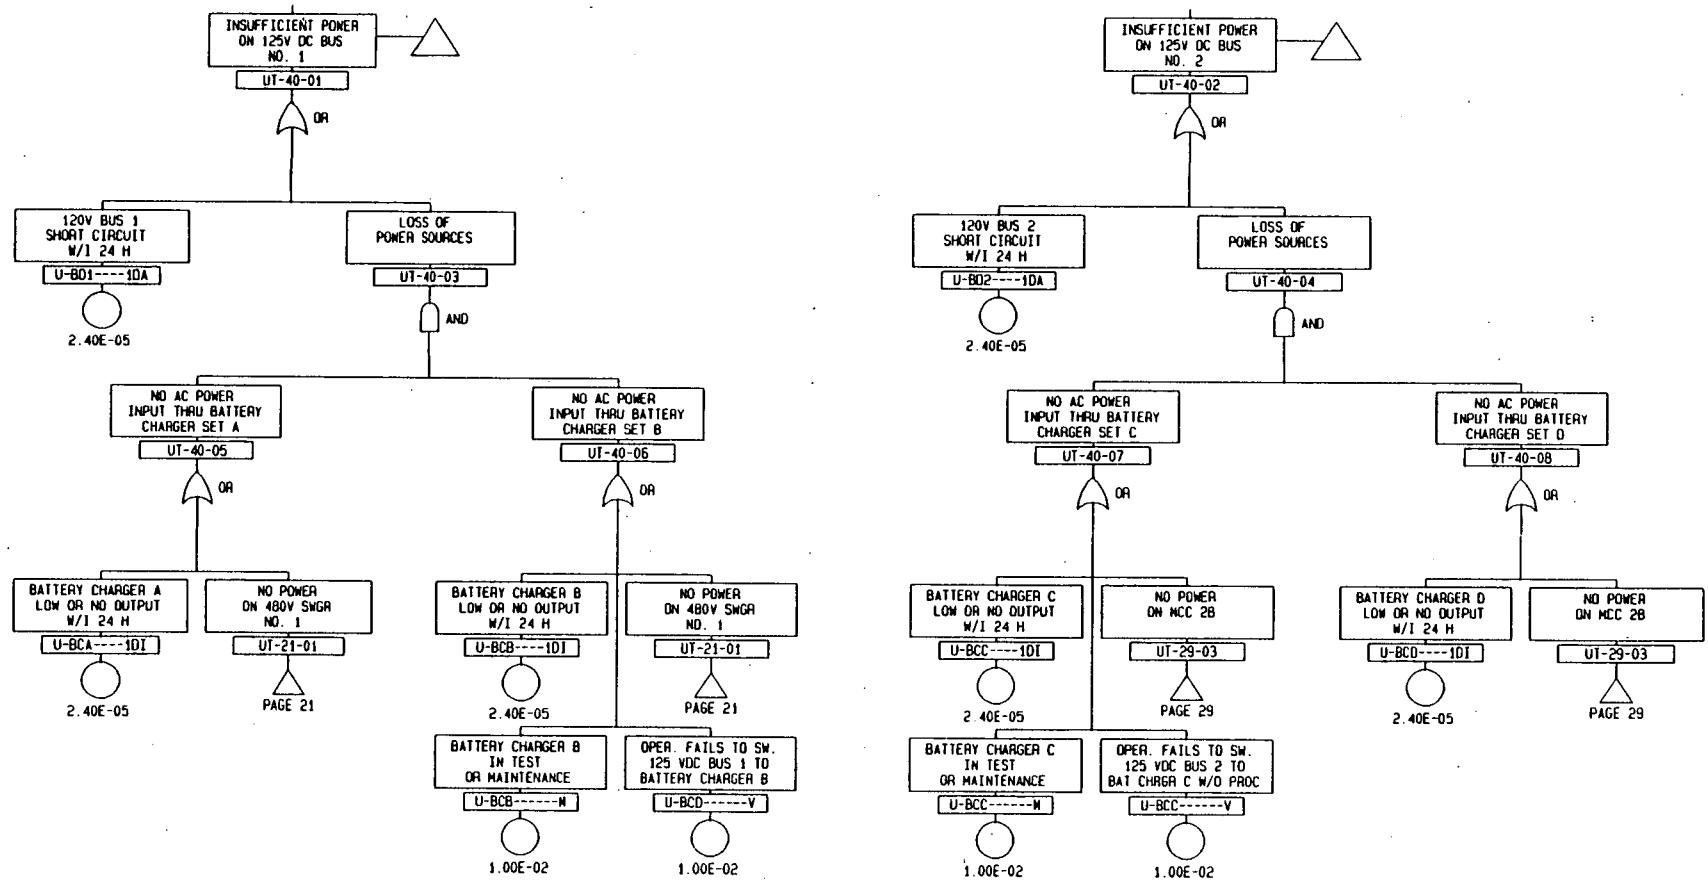 INSUFFICIENT POWER
ON 125V DC BUS
NO. 1
UT-40-01
OR
120V BUS 1
SHORT CIRCUIT
W/I 24 H
U-BD1----1DA
2.40E-05
LOSS OF
POWER SOURCES
UT-40-03
AND
NO AC POWER
INPUT THRU BATTERY
CHARGER SET A
UT-40-05
OR
NO AC POWER
INPUT THRU BATTERY
CHARGER SET B
UT-40-06
OR
BATTERY CHARGER A
LOW OR NO OUTPUT
W/I 24 H
U-BCA----1DI
2.40E-05
NO POWER
ON 480V SWGR
NO. 1
UT-21-01
PAGE 21
BATTERY CHARGER B
LOW OR NO OUTPUT
W/I 24 H
U-BCB----1DI
2.40E-05
NO POWER
ON 480V SWGR
NO. 1
UT-21-01
PAGE 21
BATTERY CHARGER B
IN TEST
OR MAINTENANCE
U-BCB------M
1.00E-02
OPER. FAILS TO SW.
125 VDC BUS 1 TO
BATTERY CHARGER B
U-BCD------V
1.00E-02
INSUFFICIENT POWER
ON 125V DC BUS
NO. 2
UT-40-02
OR
120V BUS 2
SHORT CIRCUIT
W/I 24 H
U-BD2----1DA
2.40E-05
LOSS OF
POWER SOURCES
UT-40-04
AND
NO AC POWER
INPUT THRU BATTERY
CHARGER SET C
UT-40-07
OR
NO AC POWER
INPUT THRU BATTERY
CHARGER SET D
UT-40-08
OR
BATTERY CHARGER C
LOW OR NO OUTPUT
W/I 24 H
U-BCC----1DI
2.40E-05
NO POWER
ON MCC 2B
UT-29-03
PAGE 29
BATTERY CHARGER D
LOW OR NO OUTPUT
W/I 24 H
U-BCD----1DI
2.40E-05
NO POWER
ON MCC 2B
UT-29-03
PAGE 29
BATTERY CHARGER C
IN TEST
OR MAINTENANCE
U-BCC------M
1.00E-02
OPER. FAILS TO SW.
125 VDC BUS 2 TO
BAT CHRGR C W/O PROC
U-BCC------V
1.00E-02